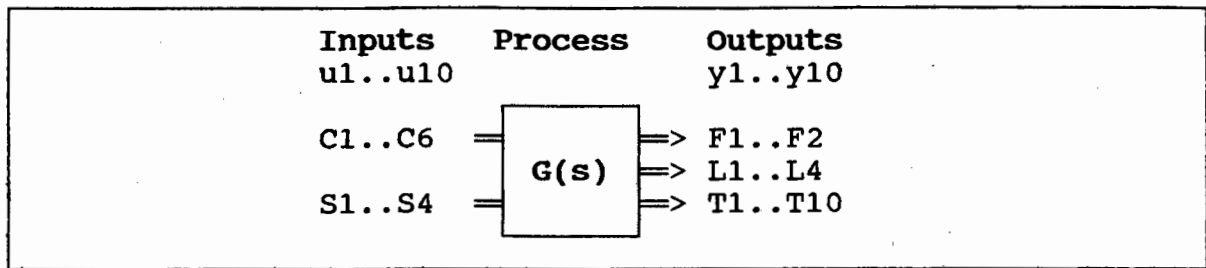 Inputs Process Outputs
u1..u10 y1..y10
C1..C6 => F1..F2
G(s) => L1..L4
S1..S4 => T1..T10